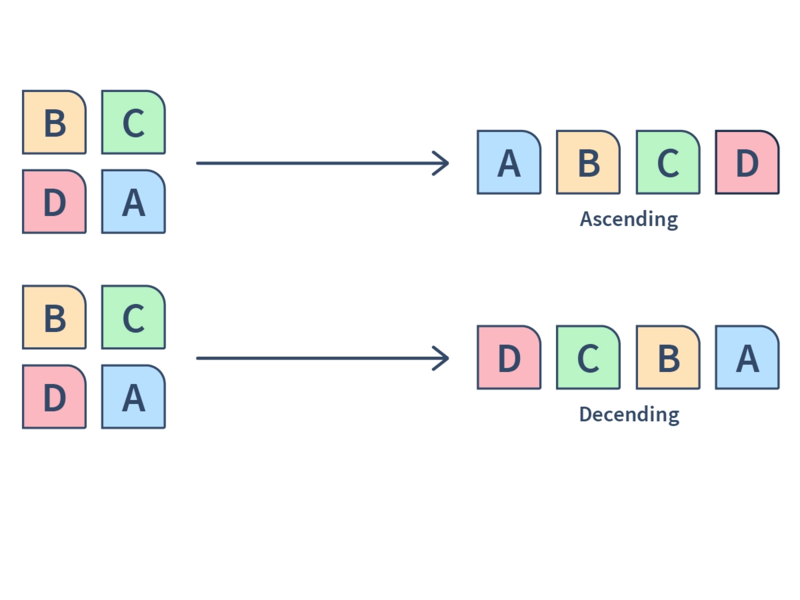 B C
D A
A B C D
Ascending
B C
D A
D C B A
Decending